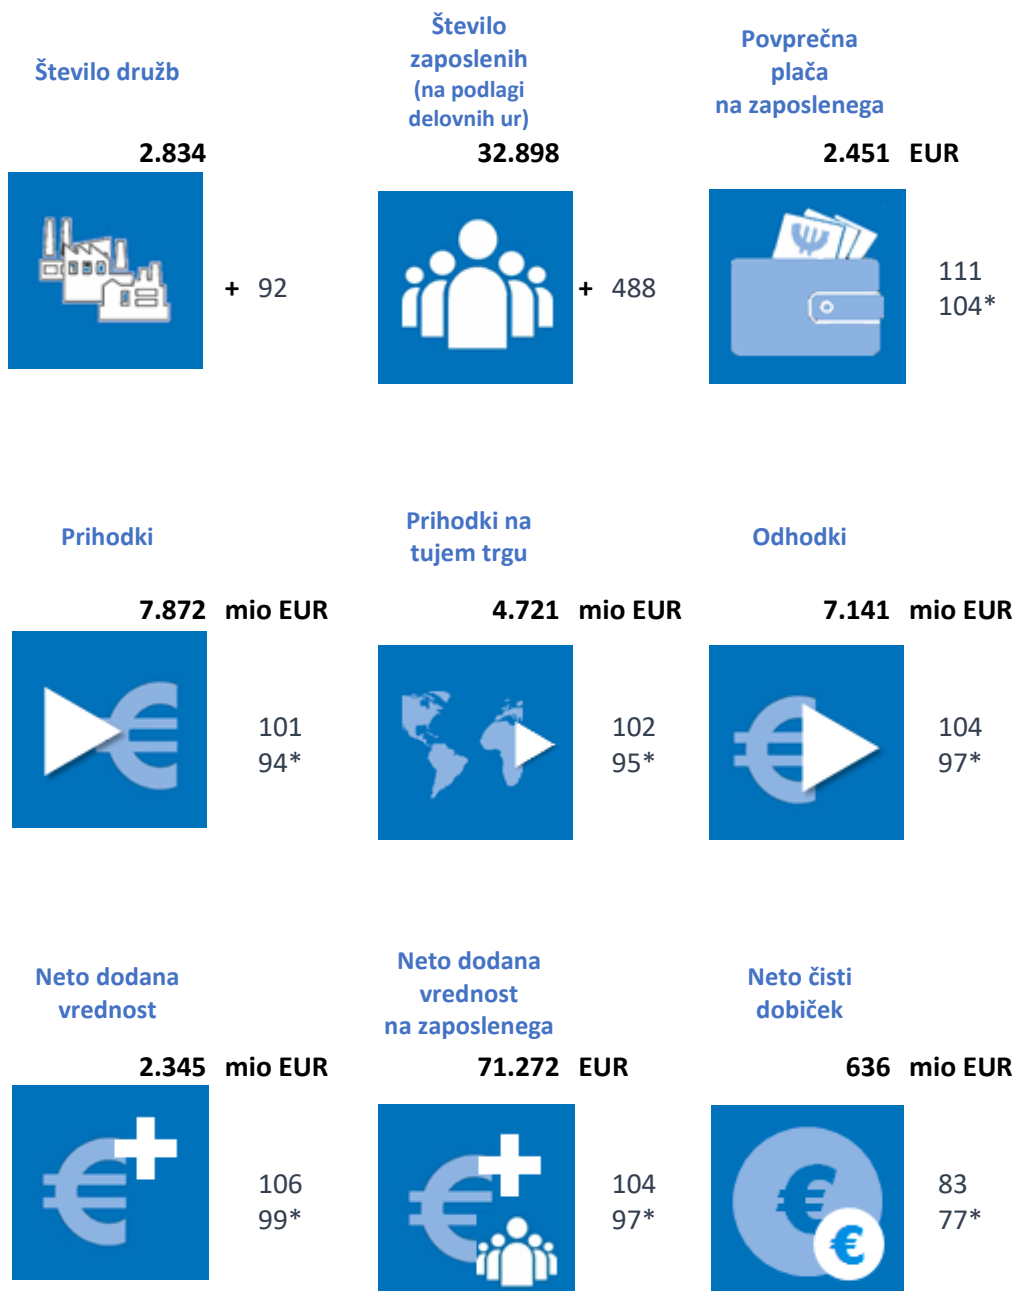 Število družb
2.834
+ 92
Število
zaposlenih
(na podlagi
delovnih ur)
32.898
+ 488
Povprečna
plača
na zaposlenega
2.451 EUR
111
104*
Prihodki
7.872 mio EUR
101
94*
Prihodki na
tujem trgu
4.721 mio EUR
102
95*
Odhodki
7.141 mio EUR
104
97*
Neto dodana
vrednost
2.345 mio EUR
106
99*
Neto dodana
vrednost
na zaposlenega
71.272 EUR
104
97*
Neto čisti
dobiček
636 mio EUR
83
77*